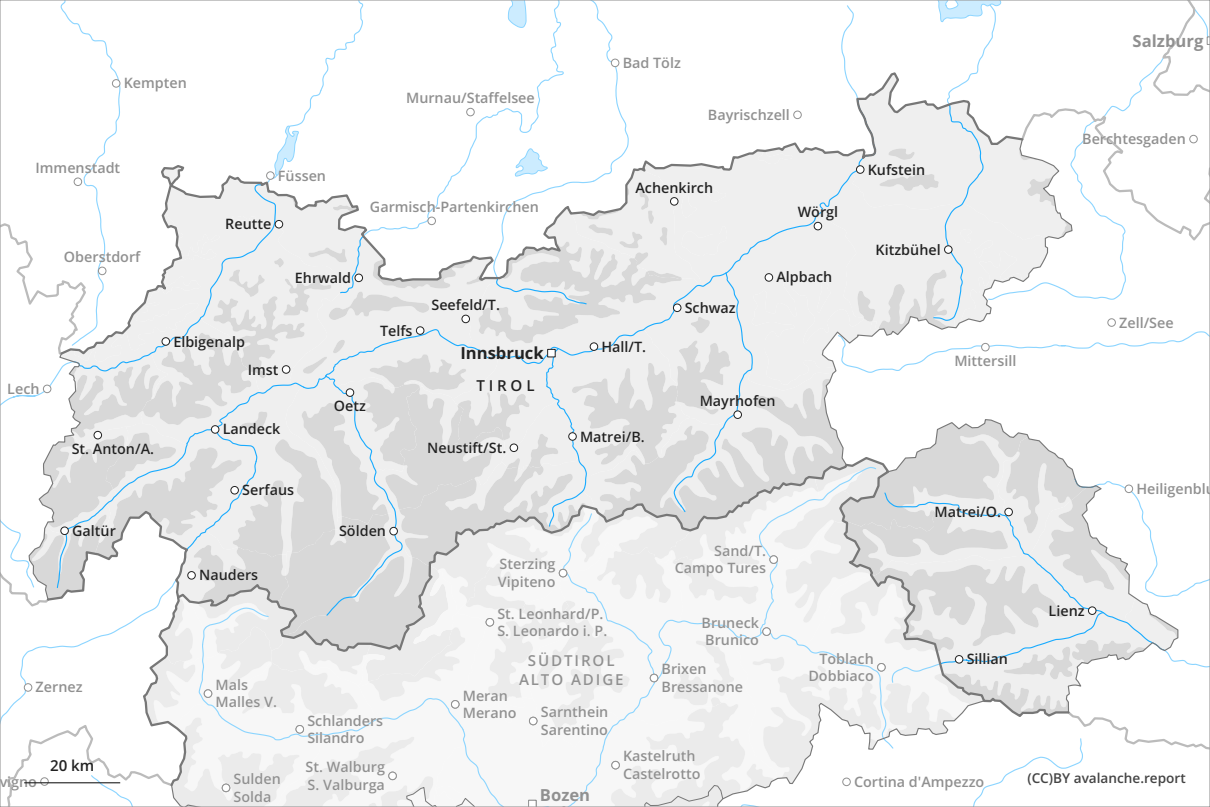 Salzburg
Bad Tölz
Kempten
Murnau/Staffelsee
Bayrischzell
Berchtesgaden
Immenstadt
Kufstein
Füssen
Achenkirch
Garmisch-Partenkirchen
Wörgl
Reutte
Kitzbühel
Oberstdorf
Ehrwald
Alpbach
Seefeld/T.
Schwaz
Zell/See
Telfs
Elbigenalp
Hall/T.
Innsbruck
Mittersill
Imst
TIROL
Lech
Oetz
Mayrhofen
Landeck
Matrei/B.
St. Anton/A.
Neustift/St.
Serfaus
Heiligenblu
Matrei/O.
Galtür
Sölden
Sand/T.
Campo Tures
Sterzing
Vipiteno
Nauders
Lienz
St. Leonhard/P.
S. Leonardo i. P.
Bruneck
Brunico
Sillian
SÜDTIROL
ALTO ADIGE
Toblach
Dobbiaco
Brixen
Bressanone
Zernez
Mals
Malles V.
Meran
Merano
Sarnthein
Sarentino
Schlanders
Silandro
Kastelruth
Castelrotto
St. Walburg
S. Valburga
20 km
vigno
Sulden
Solda
Cortina d'Ampezzo
(CC)BY avalanche.report
Bozen